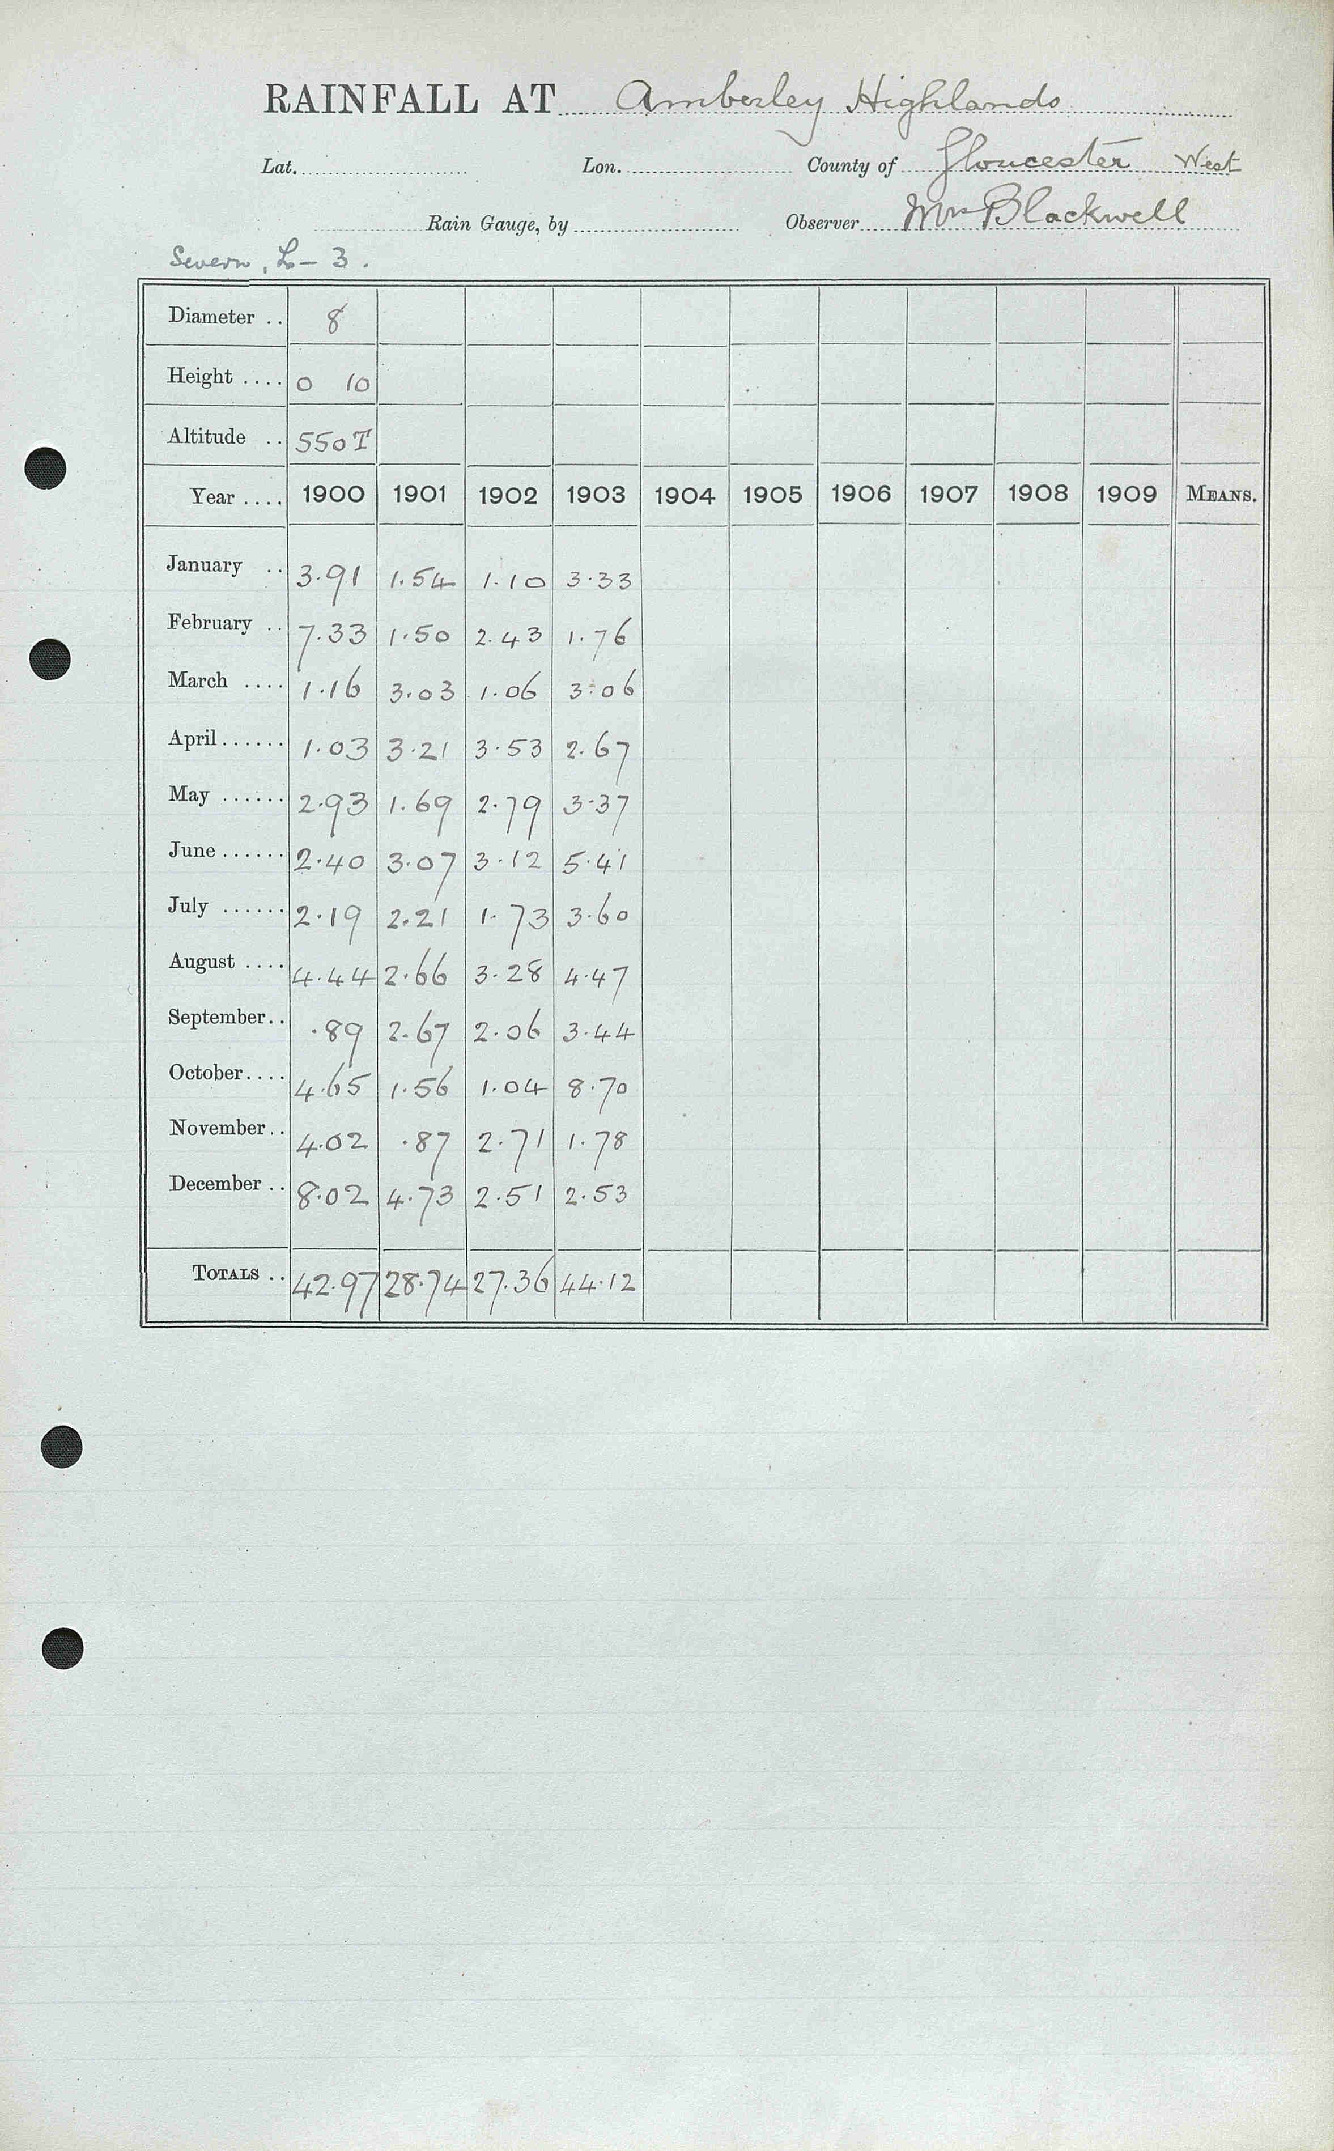 RAINFALL AT Amberley Highlands
Lat. Lon. County of Gloucester West
Rain Gauge, by Observer Mrs Blackwell
Severn, L - 3.
Diameter .. 8
Height .... 0 10
Altitude .. 550 T
Year .... 1900 1901 1902 1903 1904 1905 1906 1907 1908 1909 MEANS.
January .. 3.91 1.54 1.10 3.33
February .. 7.33 1.50 2.43 1.76
March .... 1.16 3.03 1.06 3.06
April...... 1.03 3.21 3.53 2.67
May ...... 2.93 1.69 2.79 3.37
June...... 2.40 3.07 3.12 5.41
July ...... 2.19 2.21 1.73 3.60
August .... 4.44 2.66 3.28 4.47
September.. .89 2.67 2.06 3.44
October.... 4.65 1.56 1.04 8.70
November.. 4.02 .87 2.71 1.78
December .. 8.02 4.73 2.51 2.53
TOTALS .. 42.97 28.74 27.36 44.12